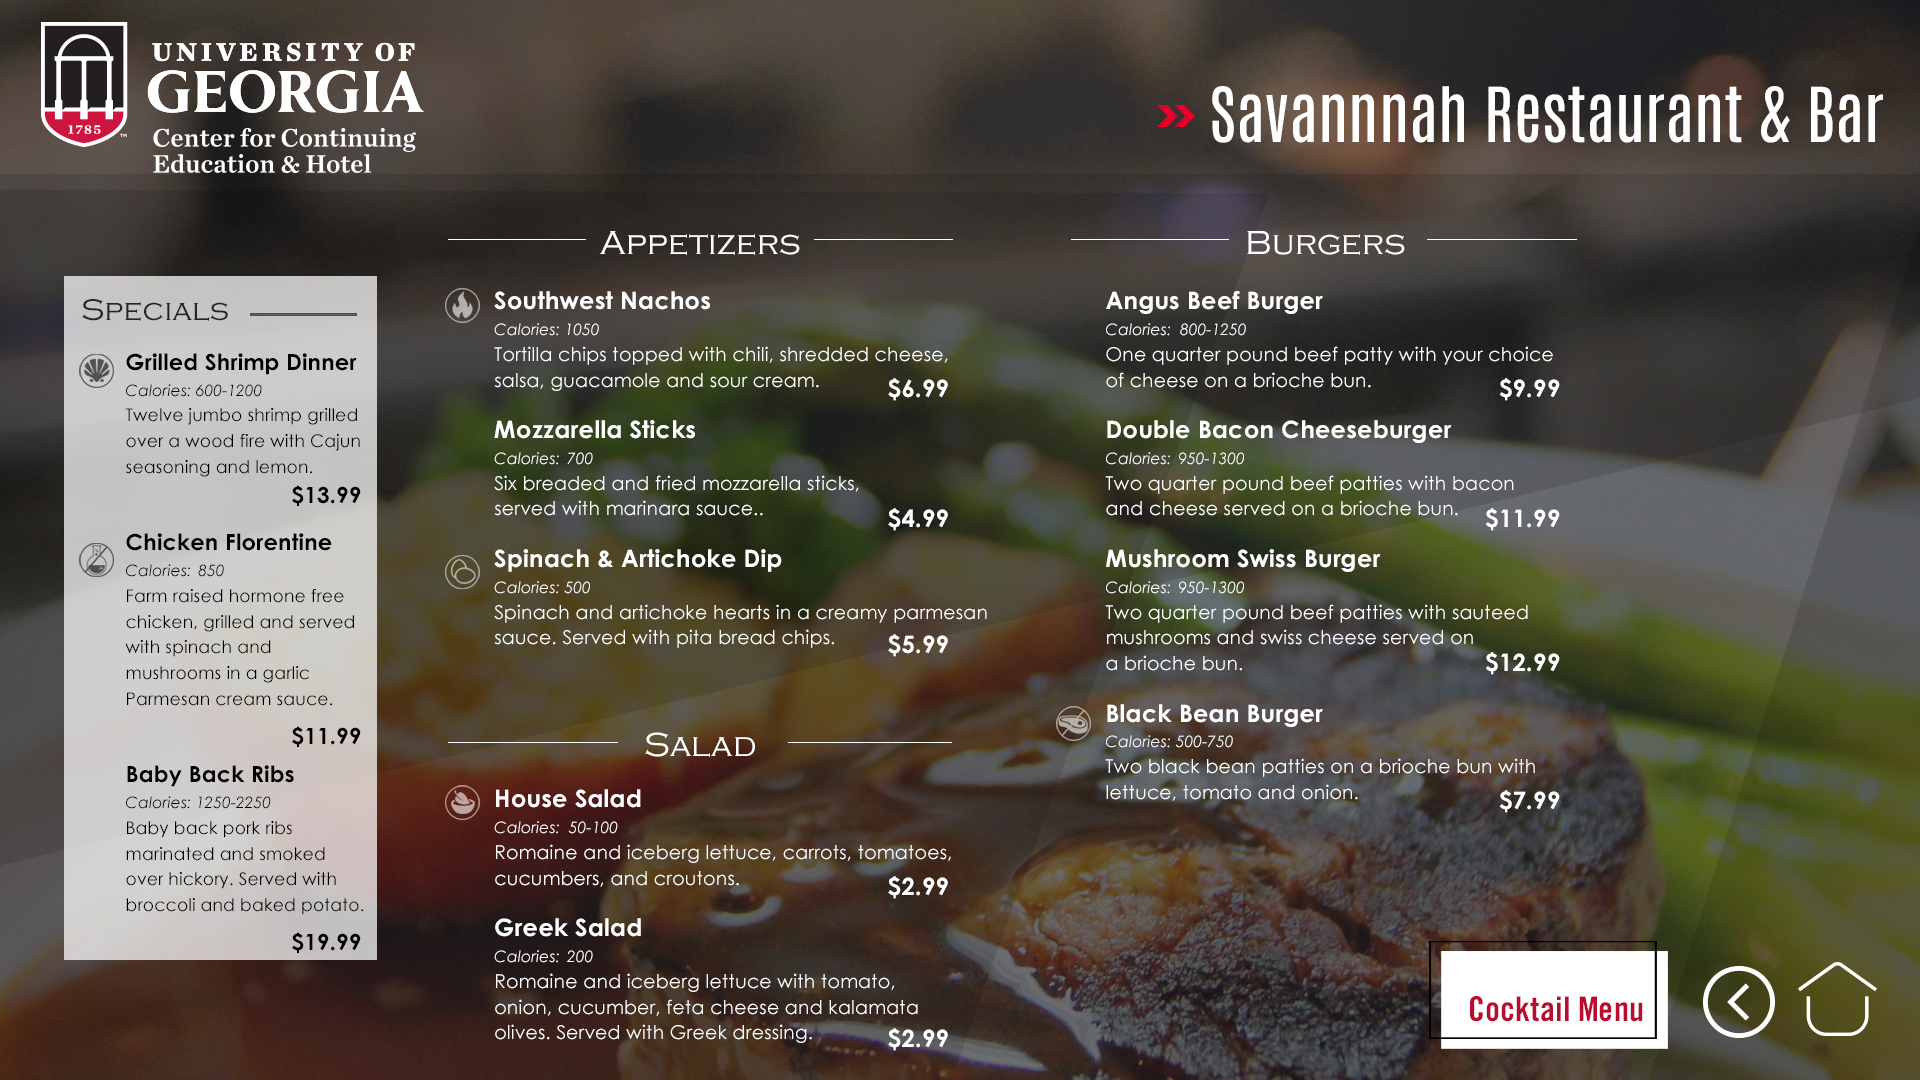 UNIVERSITY OF
GEORGIA
1785
TM
Center for Continuing
Education & Hotel
Savannnah Restaurant & Bar
SPECIALS
Grilled Shrimp Dinner
Calories: 600-1200
Twelve jumbo shrimp grilled
over a wood fire with Cajun
seasoning and lemon.
$13.99
Chicken Florentine
Calories: 850
Farm raised hormone free
chicken, grilled and served
with spinach and
mushrooms in a garlic
Parmesan cream sauce.
$11.99
Baby Back Ribs
Calories: 1250-2250
Baby back pork ribs
marinated and smoked
over hickory. Served with
broccoli and baked potato.
$19.99
APPETIZERS
Southwest Nachos
Calories: 1050
Tortilla chips topped with chili, shredded cheese,
salsa, guacamole and sour cream. $6.99
Mozzarella Sticks
Calories: 700
Six breaded and fried mozzarella sticks,
served with marinara sauce.. $4.99
Spinach & Artichoke Dip
Calories: 500
Spinach and artichoke hearts in a creamy parmesan
sauce. Served with pita bread chips. $5.99
SALAD
House Salad
Calories: 50-100
Romaine and iceberg lettuce, carrots, tomatoes,
cucumbers, and croutons. $2.99
Greek Salad
Calories: 200
Romaine and iceberg lettuce with tomato,
onion, cucumber, feta cheese and kalamata
olives. Served with Greek dressing. $2.99
BURGERS
Angus Beef Burger
Calories: 800-1250
One quarter pound beef patty with your choice
of cheese on a brioche bun. $9.99
Double Bacon Cheeseburger
Calories: 950-1300
Two quarter pound beef patties with bacon
and cheese served on a brioche bun. $11.99
Mushroom Swiss Burger
Calories: 950-1300
Two quarter pound beef patties with sauteed
mushrooms and swiss cheese served on
a brioche bun. $12.99
Black Bean Burger
Calories: 500-750
Two black bean patties on a brioche bun with
lettuce, tomato and onion. $7.99
Cocktail Menu